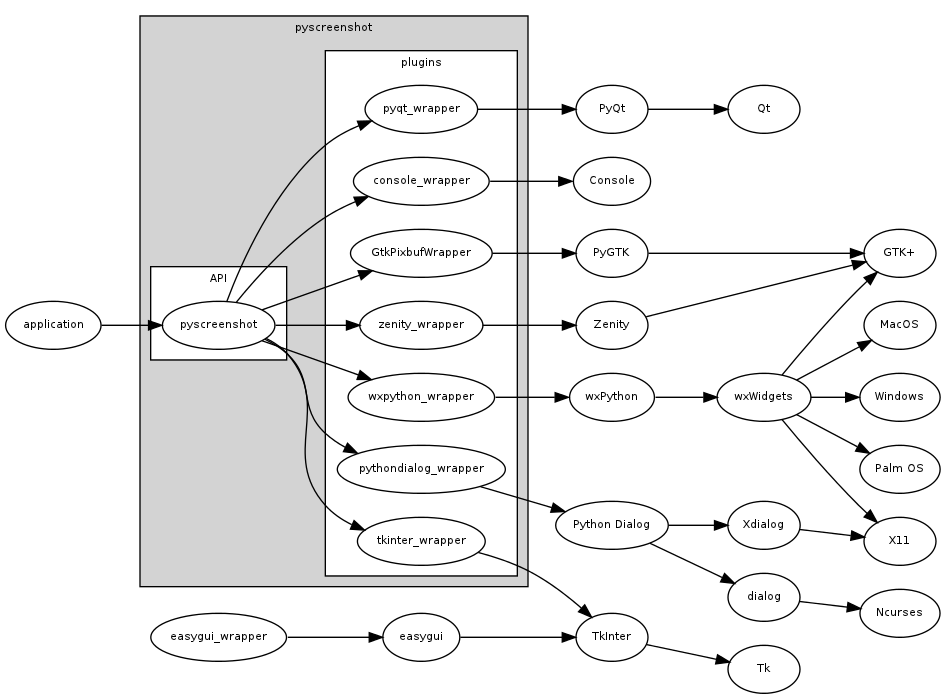 pyscreenshot
plugins
pyqt_wrapper
PyQt
Qt
console_wrapper
Console
GtkPixbufWrapper
PyGTK
GTK+
API
application
pyscreenshot
zenity_wrapper
Zenity
MacOS
wxpython_wrapper
wxPython
wxWidgets
Windows
pythondialog_wrapper
Palm OS
Python Dialog
Xdialog
tkinter_wrapper
X11
dialog
Ncurses
easygui_wrapper
easygui
TkInter
Tk